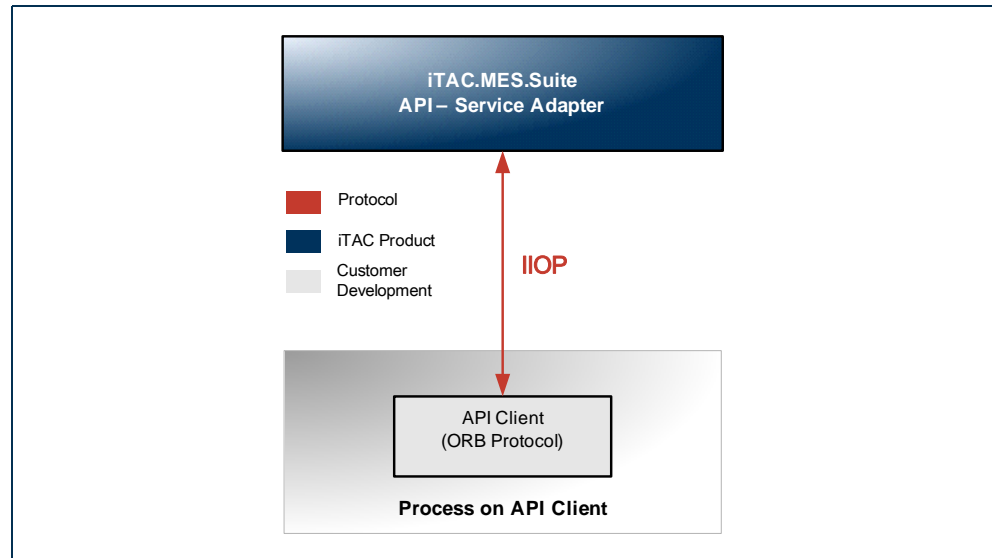 iTAC.MES.Suite
API – Service Adapter
Protocol
iTAC Product
Customer
Development
IIOP
API Client
(ORB Protocol)
Process on API Client